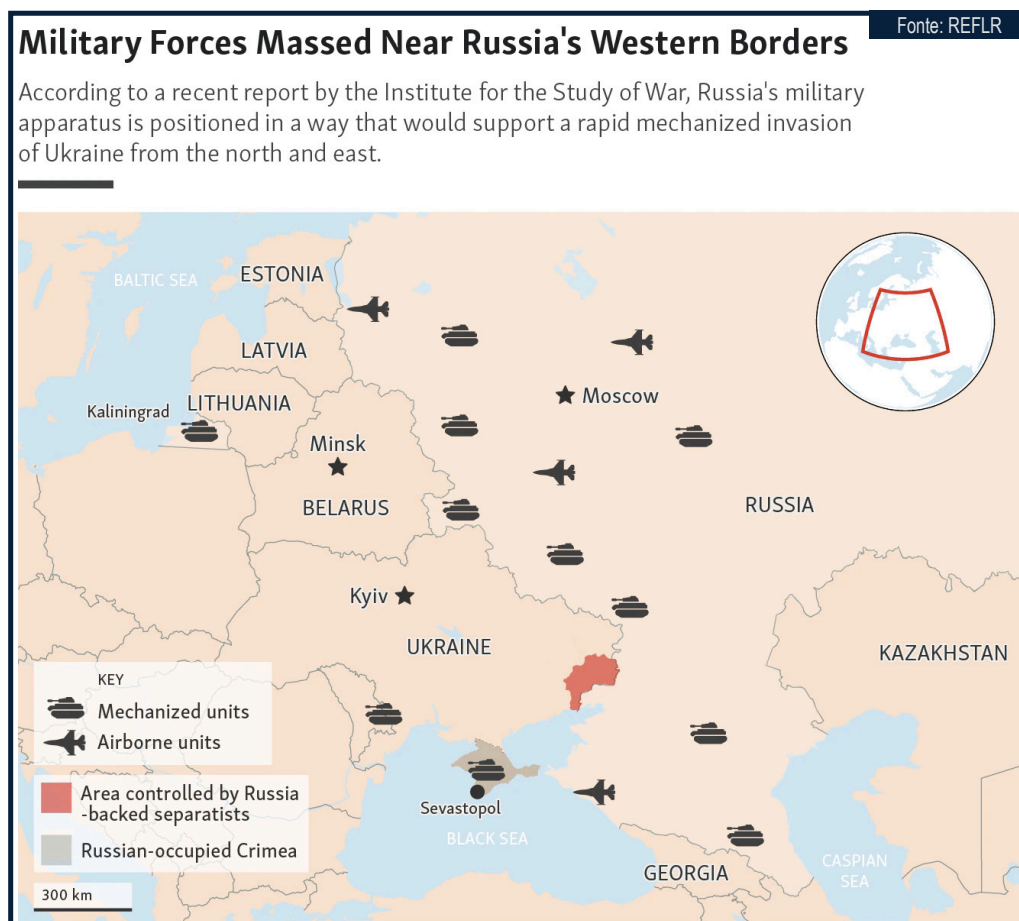 Fonte: REFLR
Military Forces Massed Near Russia's Western Borders
According to a recent report by the Institute for the Study of War, Russia's military
apparatus is positioned in a way that would support a rapid mechanized invasion
of Ukraine from the north and east.
BALTIC SEA
ESTONIA
LATVIA
Moscow
Kaliningrad
LITHUANIA
Minsk
BELARUS
RUSSIA
Kyiv
UKRAINE
KAZAKHSTAN
KEY
Mechanized units
Airborne units
Area controlled by Russia
-backed separatists
Russian-occupied Crimea
Sevastopol
BLACK SEA
GEORGIA
CASPIAN
SEA
300 km